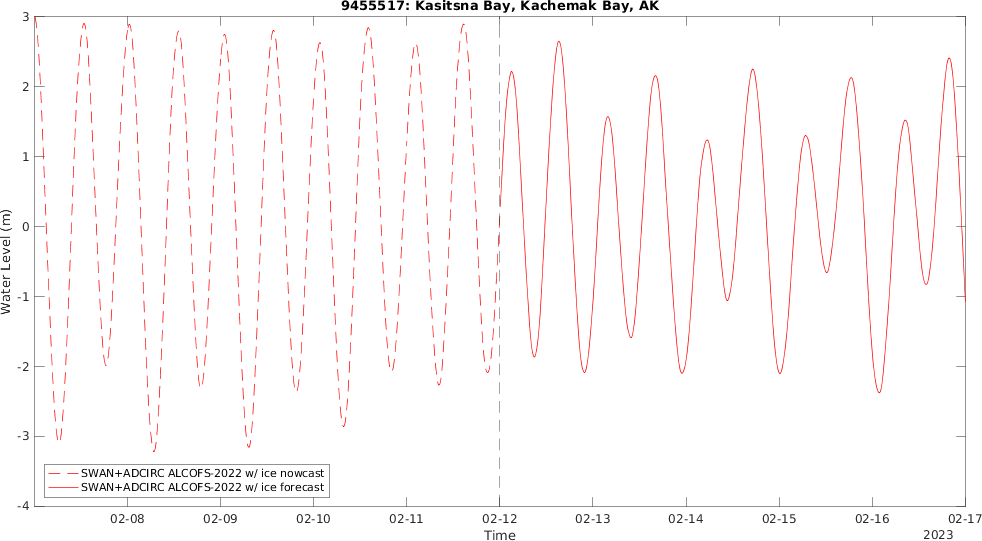 9455517: Kasitsna Bay, Kachemak Bay, AK
3
2
1
0
-1
-2
-3
-4
Water Level (m)
SWAN+ADCIRC ALCOFS-2022 w/ ice nowcast
SWAN+ADCIRC ALCOFS-2022 w/ ice forecast
02-08 02-09 02-10 02-11 02-12 02-13 02-14 02-15 02-16 02-17
Time
2023